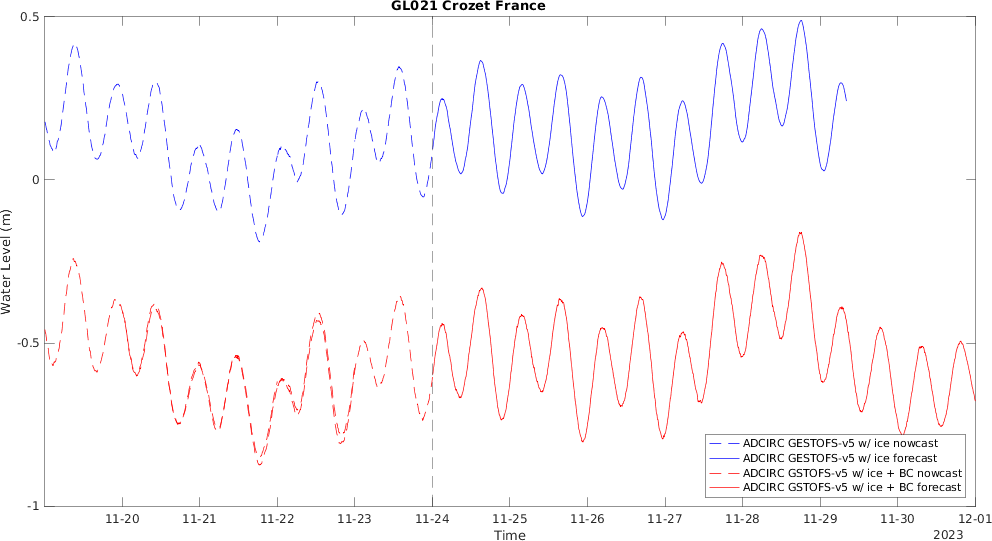 GL021 Crozet France
0.5
0
-0.5
-1
Water Level (m)
ADCIRC GESTOFS-v5 w/ ice nowcast
ADCIRC GESTOFS-v5 w/ ice forecast
ADCIRC GSTOFS-v5 w/ ice + BC nowcast
ADCIRC GSTOFS-v5 w/ ice + BC forecast
11-20 11-21 11-22 11-23 11-24 11-25 11-26 11-27 11-28 11-29 11-30 12-01
Time
2023